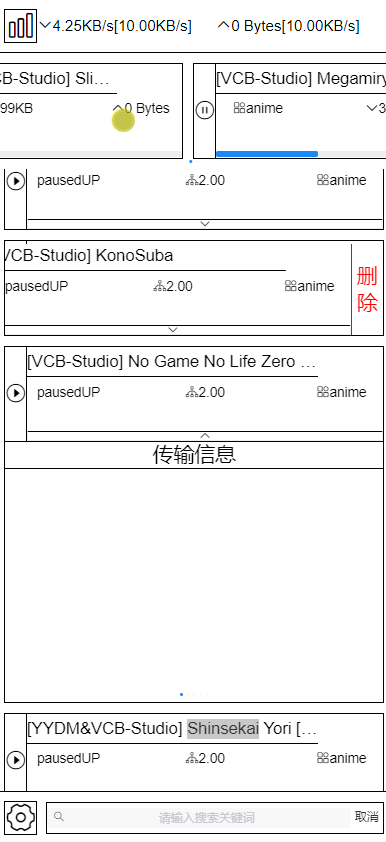 4.25KB/s[10.00KB/s] 0 Bytes[10.00KB/s]
CB-Studio] Sli… [VCB-Studio] Megamiry
99KB 0 Bytes anime 3
pausedUP 2.00 anime
VCB-Studio] KonoSuba
pausedUP 2.00 anime
删除
[VCB-Studio] No Game No Life Zero …
pausedUP 2.00 anime
传输信息
[YYDM&VCB-Studio] Shinsekai Yori […
pausedUP 2.00 anime
请输入搜索关键词 取消